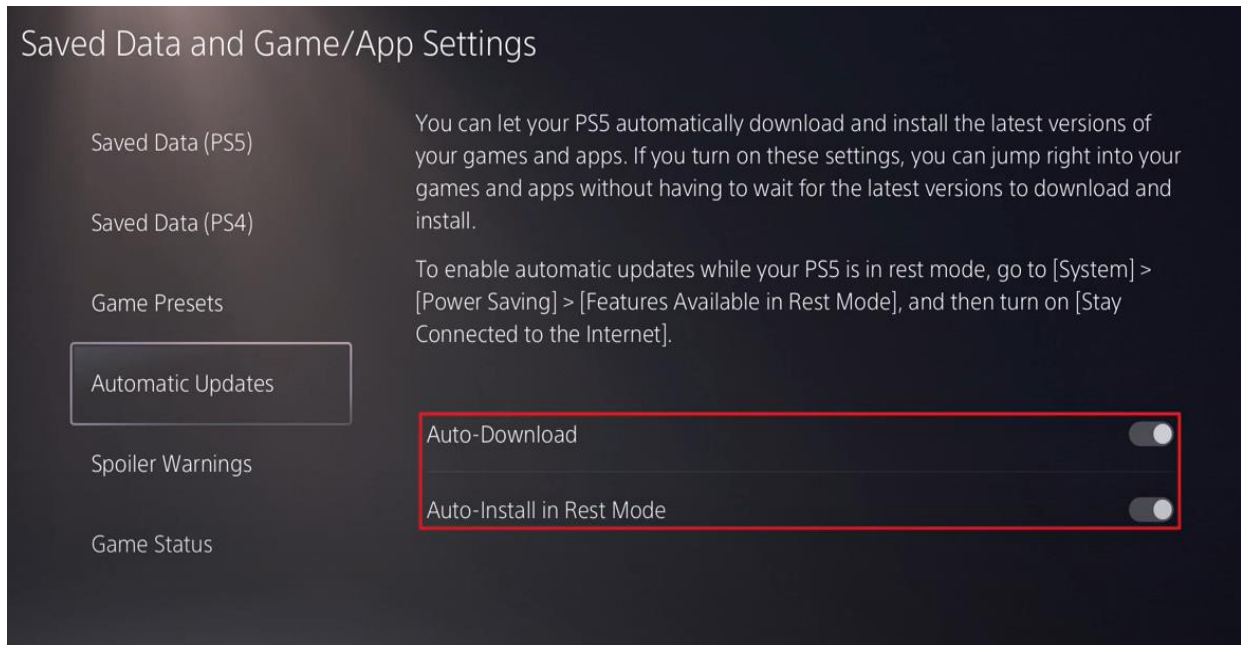 Saved Data and Game/App Settings
Saved Data (PS5)
Saved Data (PS4)
Game Presets
Automatic Updates
Spoiler Warnings
Game Status
You can let your PS5 automatically download and install the latest versions of
your games and apps. If you turn on these settings, you can jump right into your
games and apps without having to wait for the latest versions to download and
install.
To enable automatic updates while your PS5 is in rest mode, go to [System] >
[Power Saving] > [Features Available in Rest Mode], and then turn on [Stay
Connected to the Internet].
Auto-Download
Auto-Install in Rest Mode